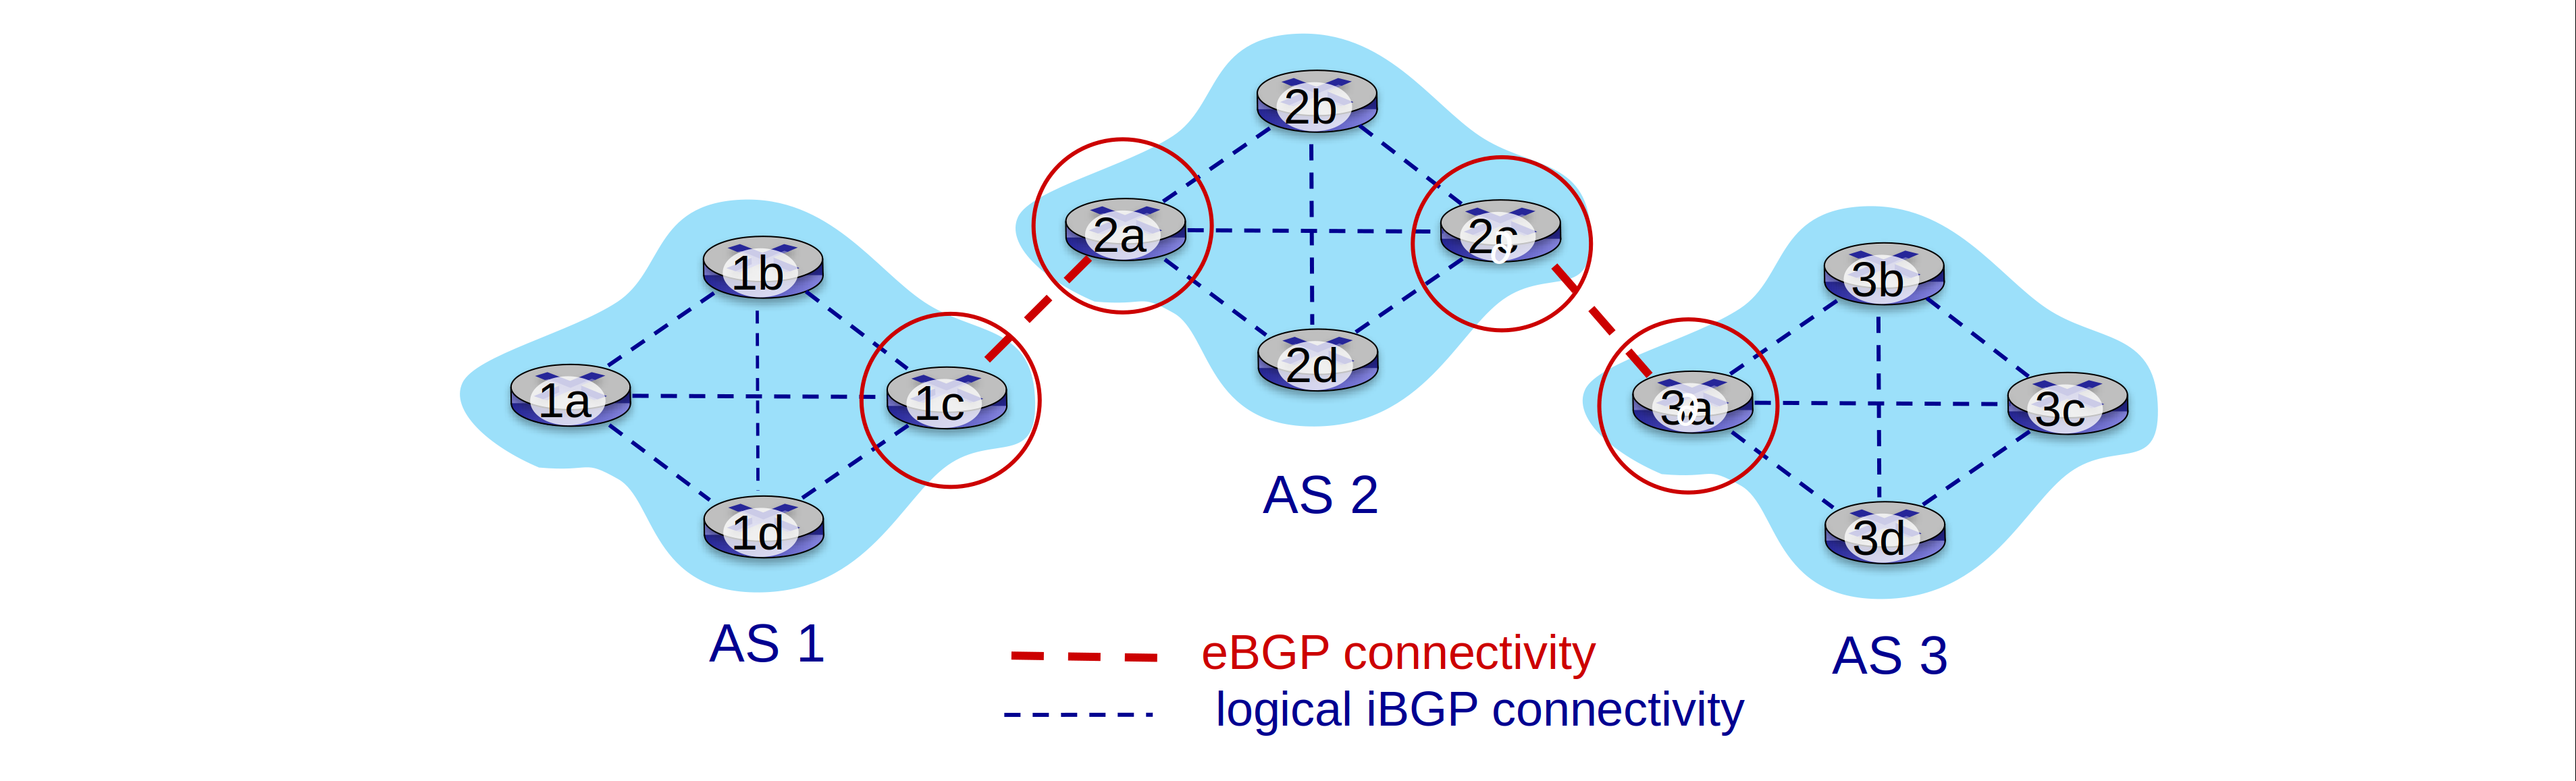 2b
2a
2c
1b
3b
2d
1a
1c
3a
3c
AS 2
1d
3d
AS 1
eBGP connectivity
AS 3
logical iBGP connectivity